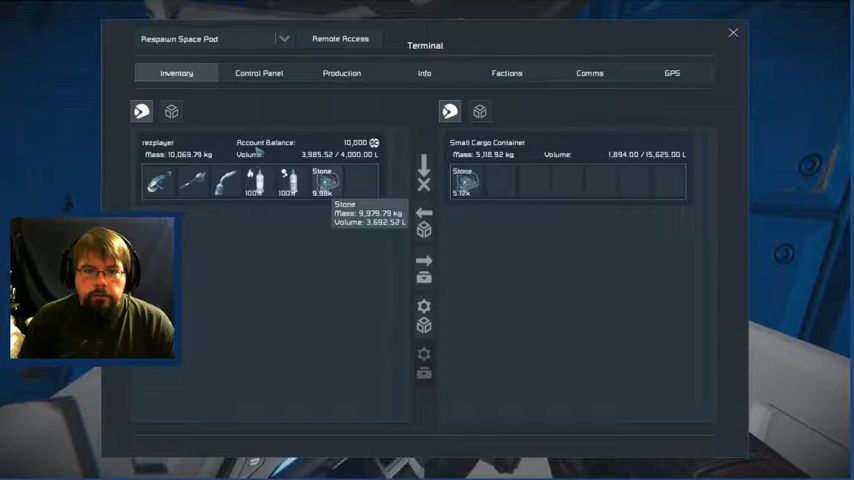 Respawn Space Pod
Remote Access
Terminal
Inventory
Control Panel
Production
Info
Factions
Comms
GPS
rezplayer
Account Balance:
10,000
SC
Mass: 10,069.79 kg
Volume:
3,985.52 / 4,000.00 L
100%
100%
Stone
9.98k
Stone
Mass: 9,979.79 kg
Volume: 3,692.52 L
Small Cargo Container
Mass: 5,118.92 kg
Volume:
1,894.00 / 15,625.00 L
Stone
5.12k